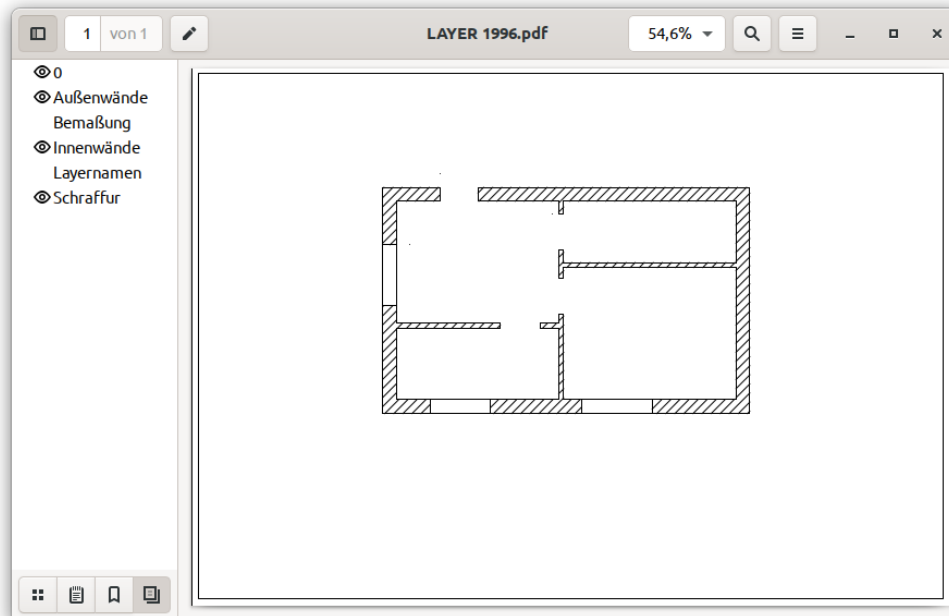 1 von 1 LAYER 1996.pdf 54,6%
0
Außenwände
Bemaßung
Innenwände
Layernamen
Schraffur